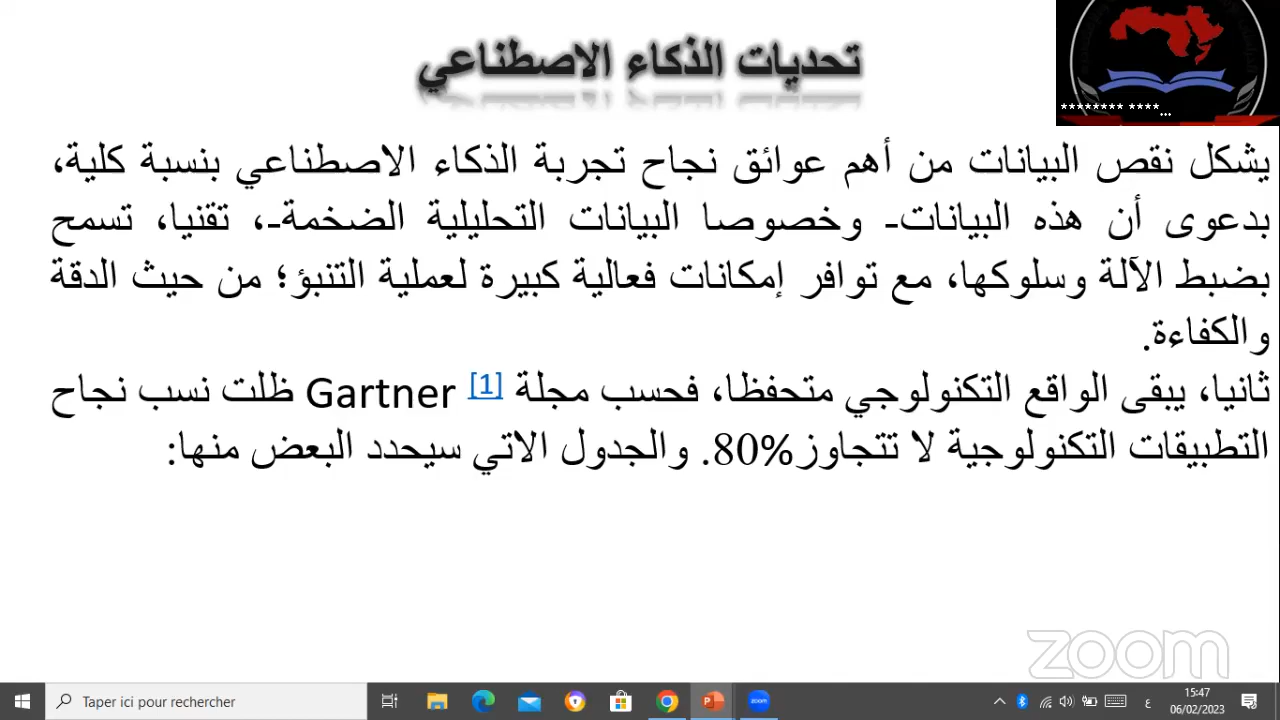 تحديات الذكاء الاصطناعي
******** ****...
يشكل نقص البيانات من أهم عوائق نجاح تجربة الذكاء الاصطناعي بنسبة كلية،
بدعوى أن هذه البيانات- وخصوصا البيانات التحليلية الضخمة-، تقنيا، تسمح
بضبط الآلة وسلوكها، مع توافر إمكانات فعالية كبيرة لعملية التنبؤ؛ من حيث الدقة
والكفاءة.
ثانيا، يبقى الواقع التكنولوجي متحفظا، فحسب مجلة [1] Gartner ظلت نسب نجاح
التطبيقات التكنولوجية لا تتجاوز80%. والجدول الاتي سيحدد البعض منها:
zoom
Taper ici pour rechercher
zoom
ع
15:47
06/02/2023